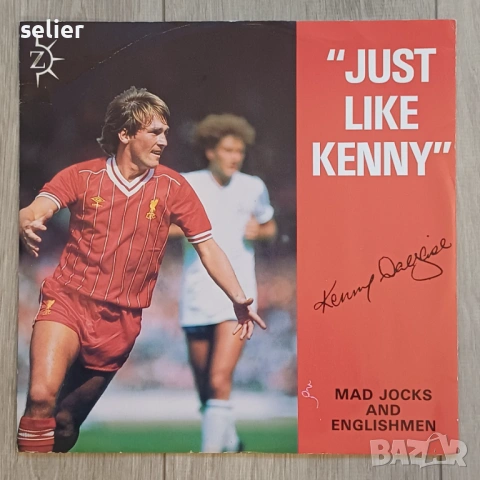 selier
Z
"JUST
LIKE
KENNY"
Kenny Dalglish
MAD JOCKS
AND
ENGLISHMEN
BAZAR